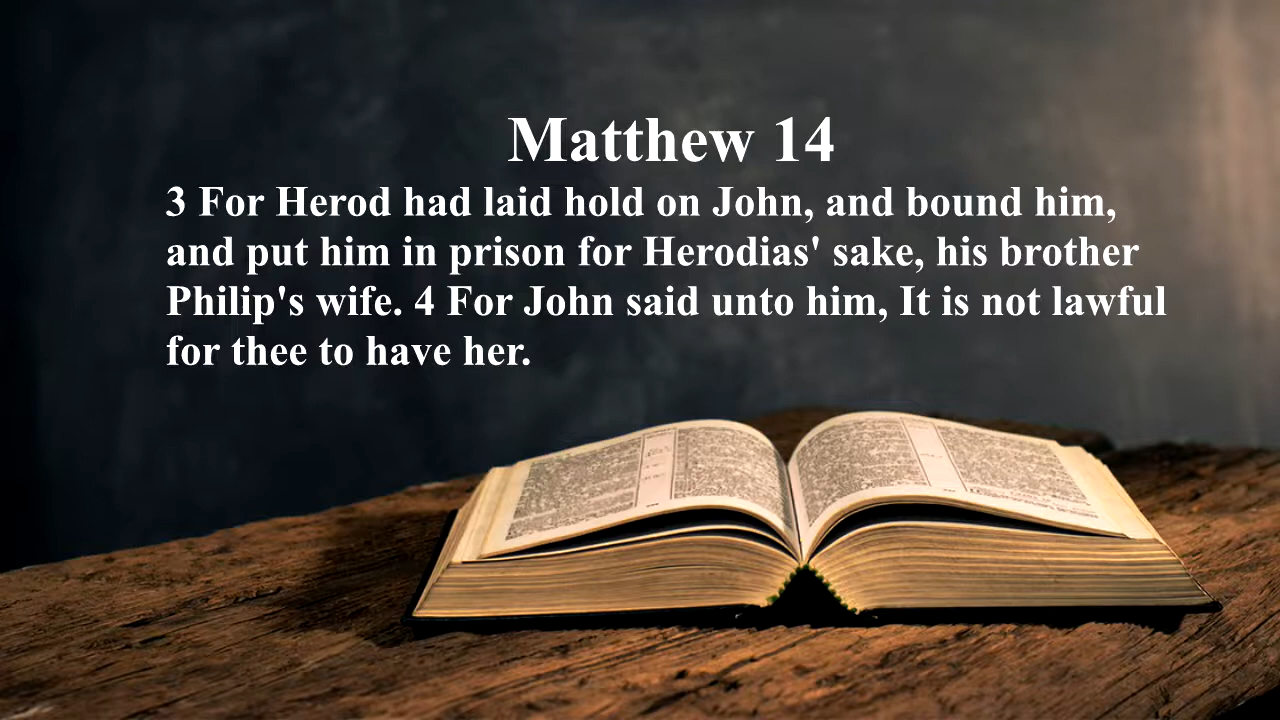 Matthew 14
3 For Herod had laid hold on John, and bound him,
and put him in prison for Herodias' sake, his brother
Philip's wife. 4 For John said unto him, It is not lawful
for thee to have her.